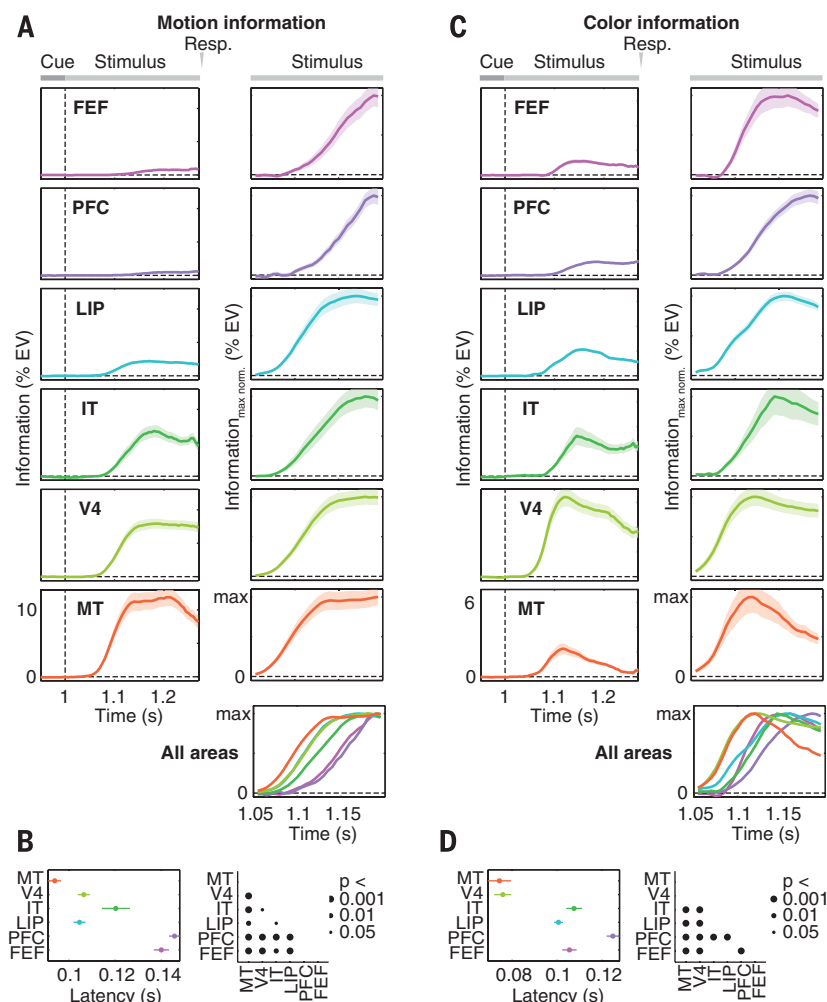 A
Motion information
Resp.
Cue
Stimulus
Stimulus
FEF
PFC
LIP
IT
V4
MT
Information (% EV)
Information max norm. (% EV)
10
0
max
0
1
1.1
1.2
Time (s)
All areas
max
0
1.05
1.1
1.15
Time (s)
C
Color information
Resp.
Cue
Stimulus
Stimulus
FEF
PFC
LIP
IT
V4
MT
Information (% EV)
Information max norm. (% EV)
6
0
max
0
1
1.1
1.2
Time (s)
All areas
max
0
1.05
1.1
1.15
Time (s)
B
MT
V4
IT
LIP
PFC
FEF
0.1
0.12
0.14
Latency (s)
MT
V4
IT
LIP
PFC
FEF
MT
V4
IT
LIP
PFC
FEF
p <
0.001
0.01
0.05
D
MT
V4
IT
LIP
PFC
FEF
0.08
0.1
0.12
Latency (s)
MT
V4
IT
LIP
PFC
FEF
MT
V4
IT
LIP
PFC
FEF
p <
0.001
0.01
0.05